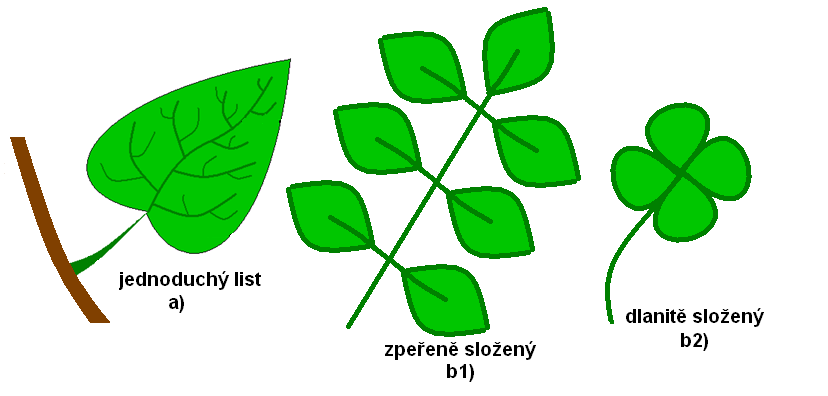 jednoduchý list
a)
zpeřeně složený
b1)
dlanitě složený
b2)